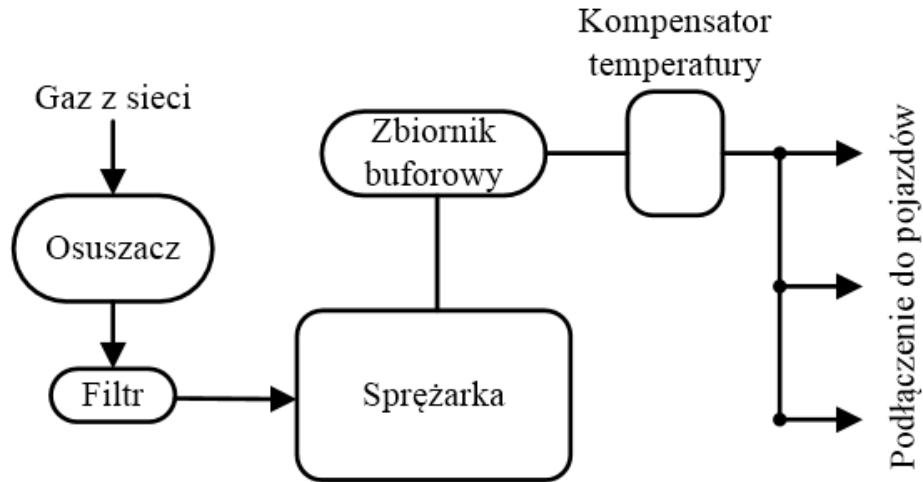 Kompensator
temperatury
Gaz z sieci
Zbiornik
buforowy
Osuszacz
Filtr
Sprężarka
Podłączenie do pojazdów